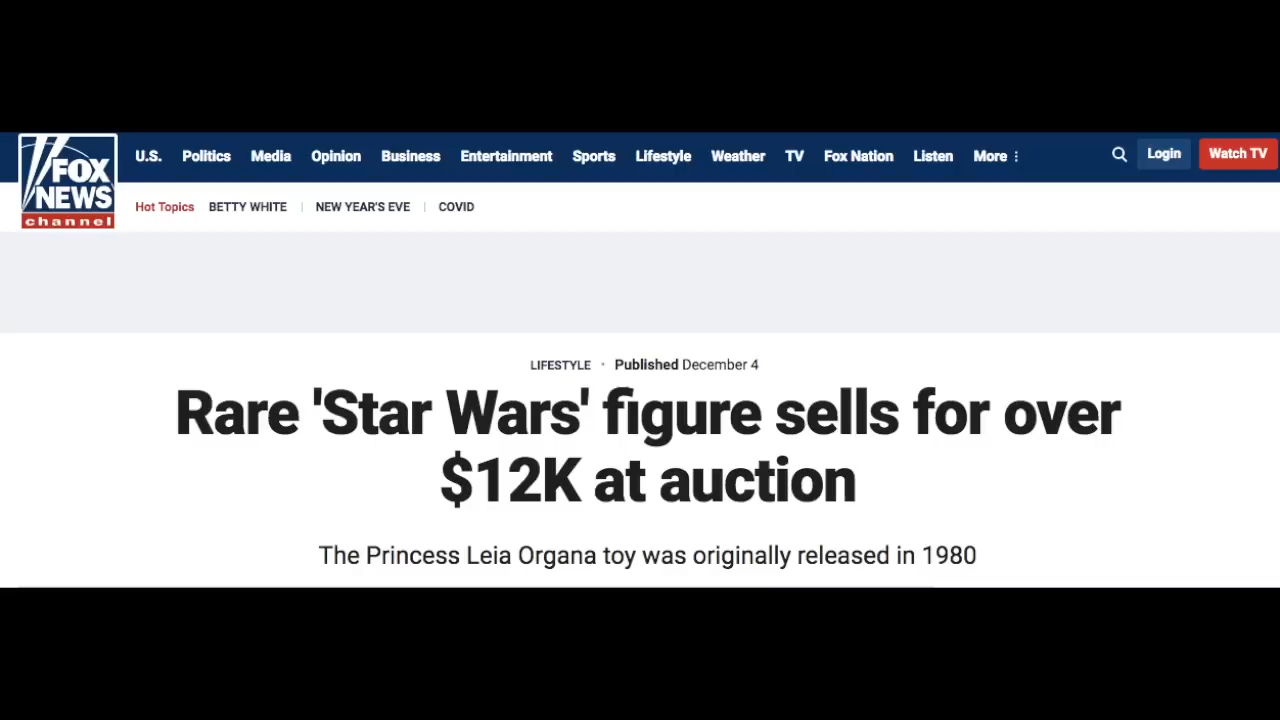 FOX
NEWS
channel
U.S. Politics Media Opinion Business Entertainment Sports Lifestyle Weather TV Fox Nation Listen More Login Watch TV
Hot Topics BETTY WHITE NEW YEAR'S EVE COVID
LIFESTYLE · Published December 4
Rare 'Star Wars' figure sells for over
$12K at auction
The Princess Leia Organa toy was originally released in 1980